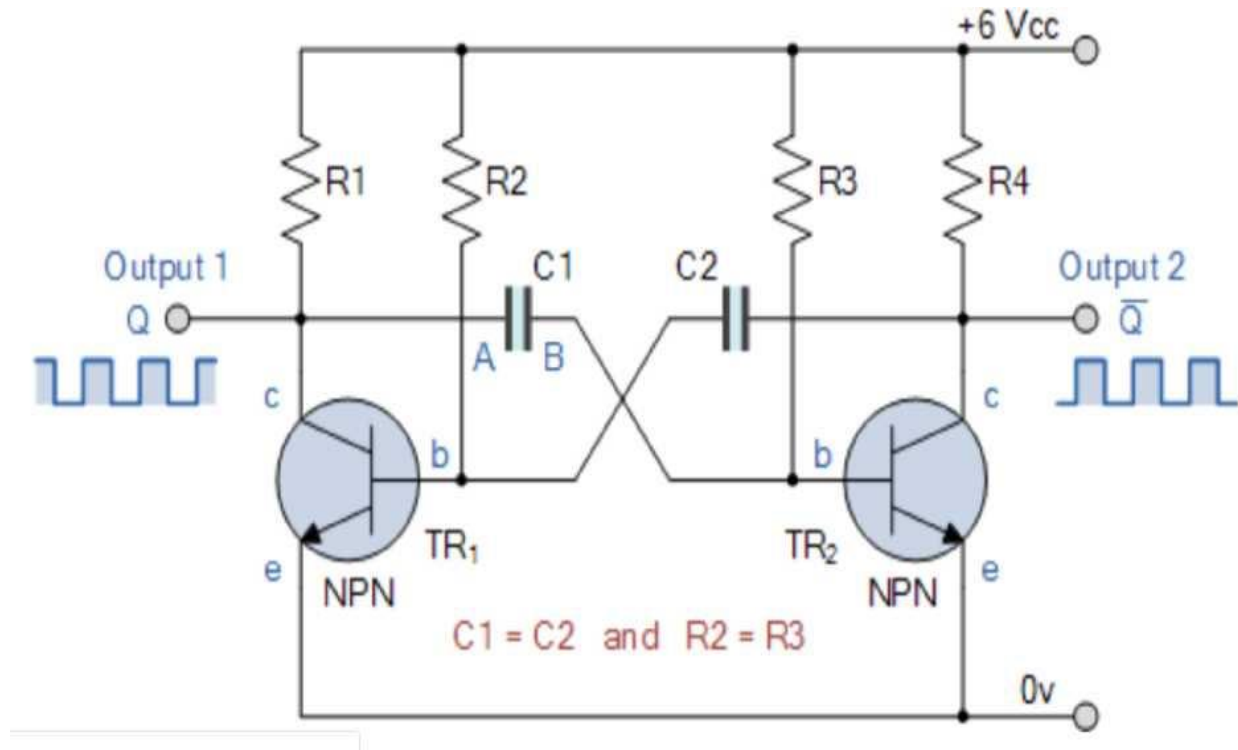 +6 Vcc
R1
R2
R3
R4
Output 1
C1
C2
Output 2
Q
Q̅
A B
c
c
b
b
TR₁
TR₂
e
e
NPN
NPN
C1 = C2 and R2 = R3
0v